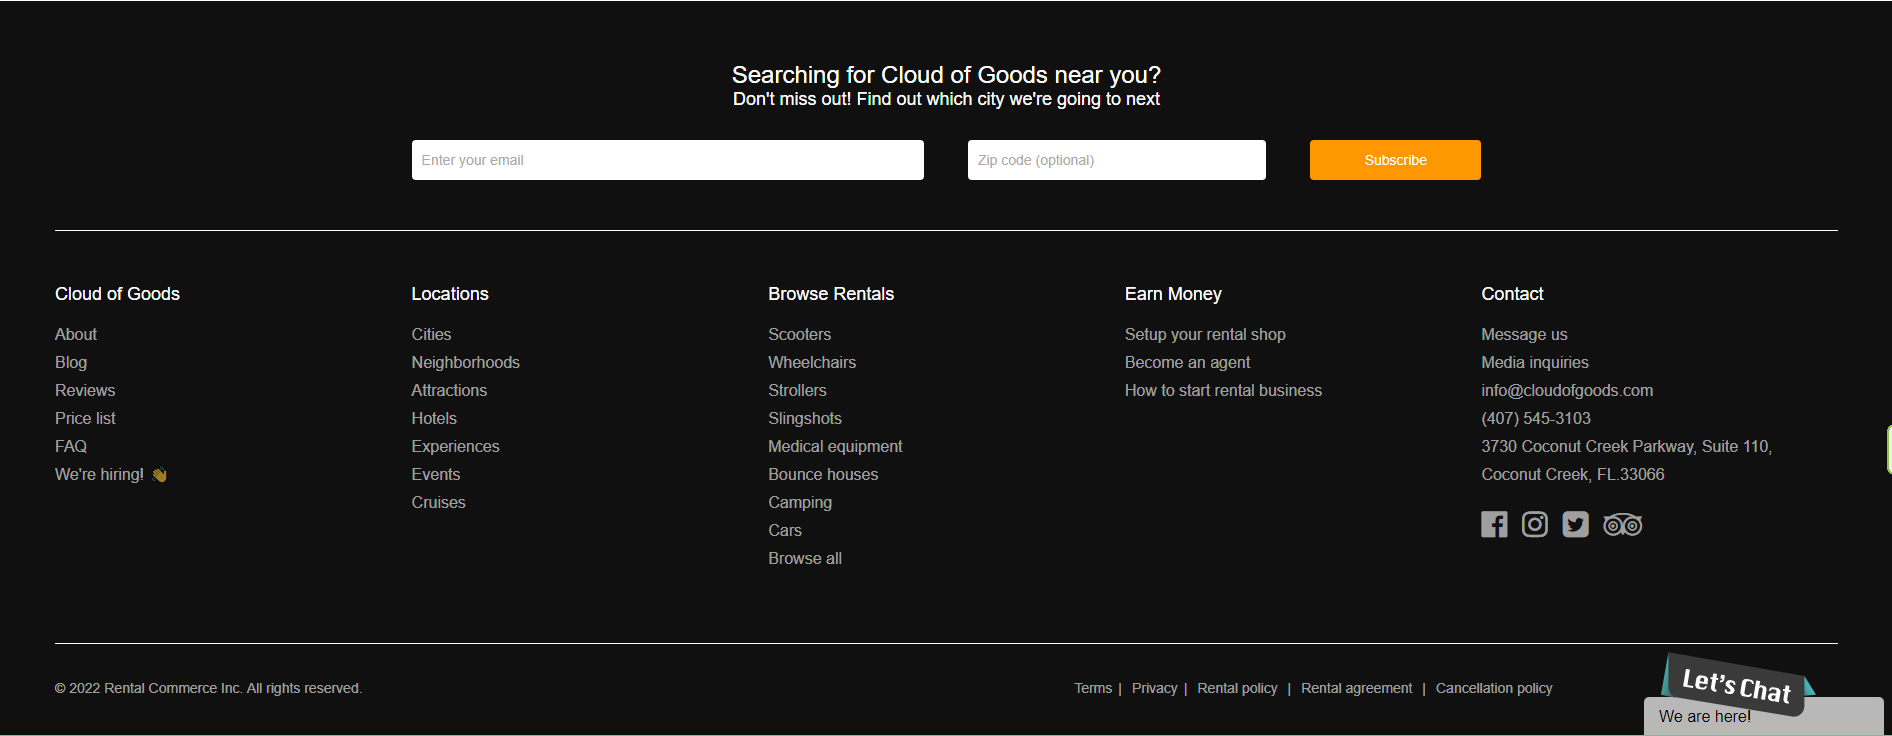 Searching for Cloud of Goods near you?
Don't miss out! Find out which city we're going to next
Enter your email
Zip code (optional)
Subscribe
Cloud of Goods
About
Blog
Reviews
Price list
FAQ
We're hiring! 👋
Locations
Cities
Neighborhoods
Attractions
Hotels
Experiences
Events
Cruises
Browse Rentals
Scooters
Wheelchairs
Strollers
Slingshots
Medical equipment
Bounce houses
Camping
Cars
Browse all
Earn Money
Setup your rental shop
Become an agent
How to start rental business
Contact
Message us
Media inquiries
info@cloudofgoods.com
(407) 545-3103
3730 Coconut Creek Parkway, Suite 110,
Coconut Creek, FL.33066
© 2022 Rental Commerce Inc. All rights reserved.
Terms | Privacy | Rental policy | Rental agreement | Cancellation policy
Let's Chat
We are here!